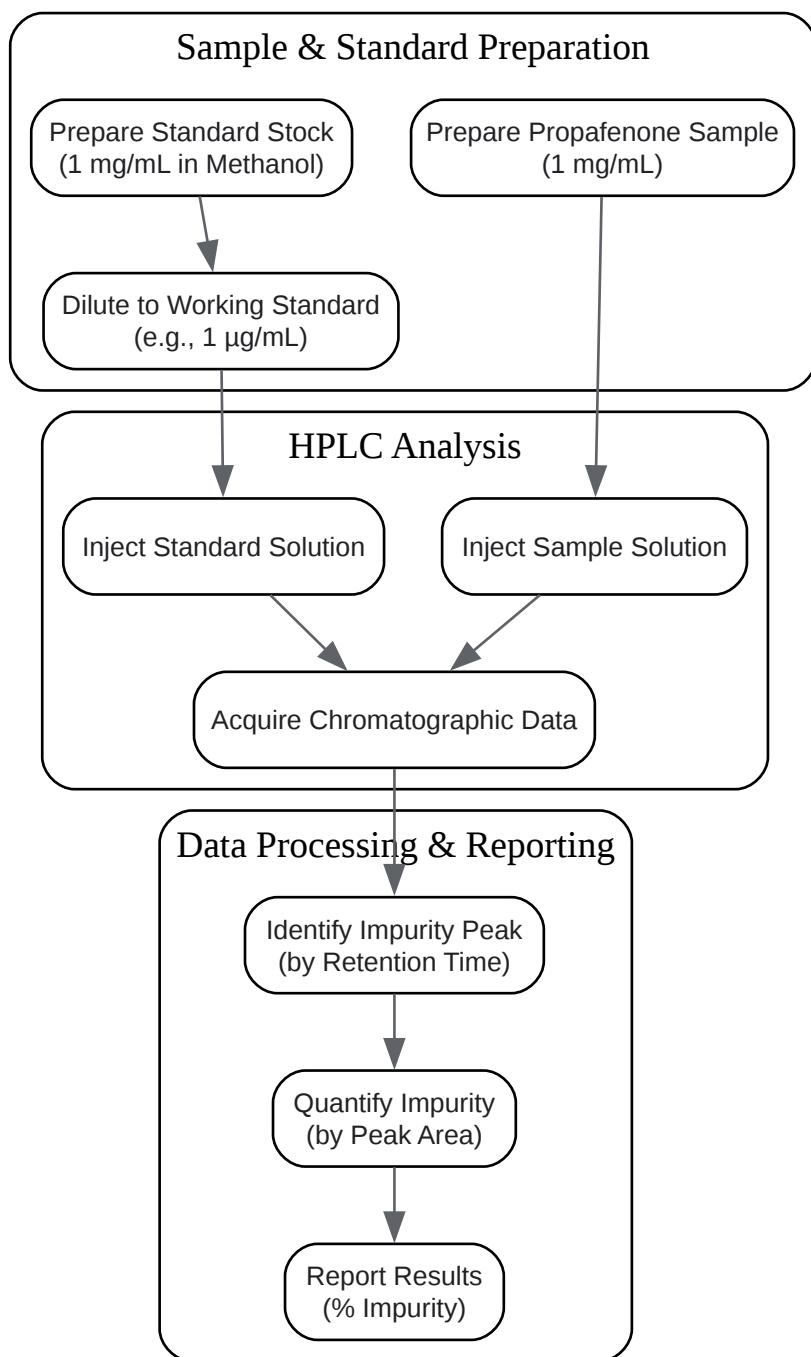 Sample & Standard Preparation
Prepare Standard Stock
(1 mg/mL in Methanol)
Prepare Propafenone Sample
(1 mg/mL)
Dilute to Working Standard
(e.g., 1 µg/mL)
HPLC Analysis
Inject Standard Solution
Inject Sample Solution
Acquire Chromatographic Data
Data Processing & Reporting
Identify Impurity Peak
(by Retention Time)
Quantify Impurity
(by Peak Area)
Report Results
(% Impurity)